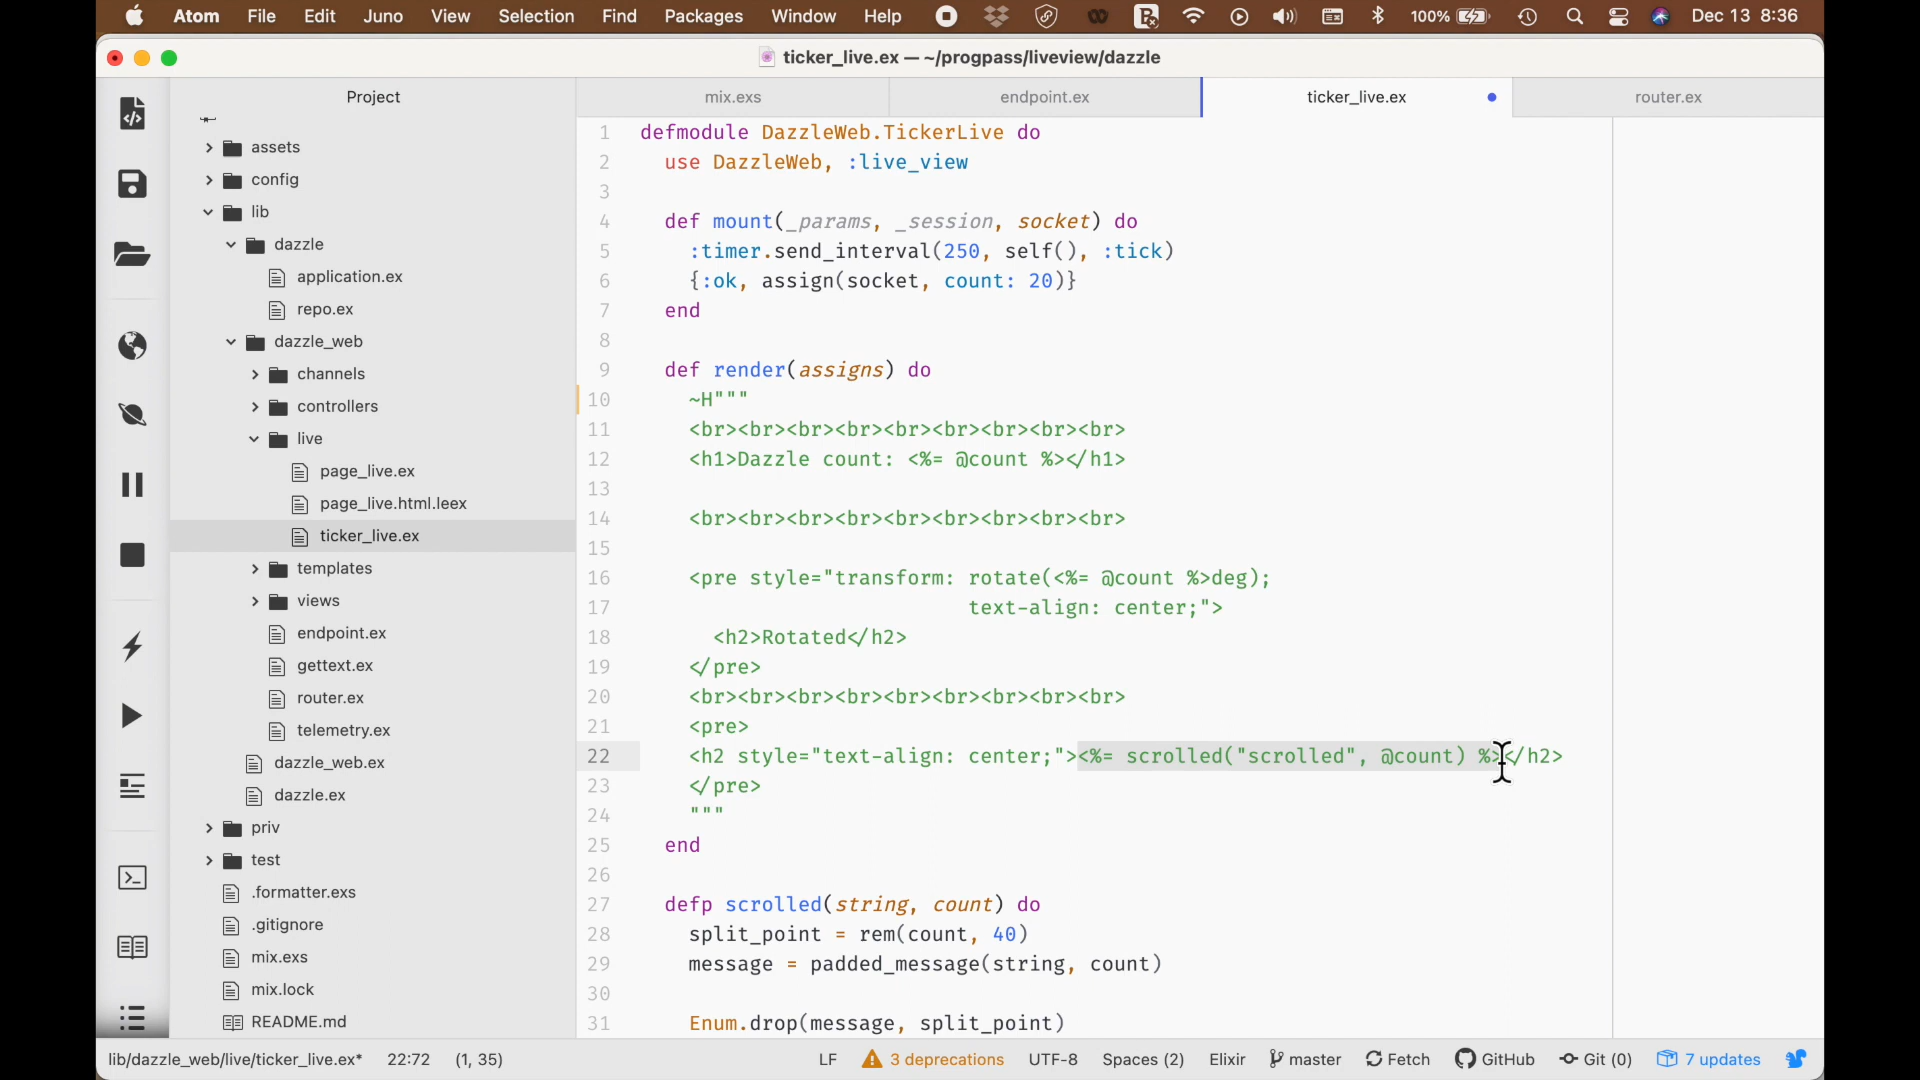 Atom File Edit Juno View Selection Find Packages Window Help 100% Dec 13 8:36
ticker_live.ex — ~/progpass/liveview/dazzle
Project
mix.exs endpoint.ex ticker_live.ex router.ex
assets
config
lib
dazzle
application.ex
repo.ex
dazzle_web
channels
controllers
live
page_live.ex
page_live.html.leex
ticker_live.ex
templates
views
endpoint.ex
gettext.ex
router.ex
telemetry.ex
dazzle_web.ex
dazzle.ex
priv
test
.formatter.exs
.gitignore
mix.exs
mix.lock
README.md
1 defmodule DazzleWeb.TickerLive do
2 use DazzleWeb, :live_view
3
4 def mount(_params, _session, socket) do
5 :timer.send_interval(250, self(), :tick)
6 {:ok, assign(socket, count: 20)}
7 end
8
9 def render(assigns) do
10 ~H"""
11 <br><br><br><br><br><br><br><br><br>
12 <h1>Dazzle count: <%= @count %></h1>
13
14 <br><br><br><br><br><br><br><br><br>
15
16 <pre style="transform: rotate(<%= @count %>deg);
17 text-align: center;">
18 <h2>Rotated</h2>
19 </pre>
20 <br><br><br><br><br><br><br><br><br>
21 <pre>
22 <h2 style="text-align: center;"><%= scrolled("scrolled", @count) %></h2>
23 </pre>
24 """
25 end
26
27 defp scrolled(string, count) do
28 split_point = rem(count, 40)
29 message = padded_message(string, count)
30
31 Enum.drop(message, split_point)
lib/dazzle_web/live/ticker_live.ex* 22:72 (1, 35) LF 3 deprecations UTF-8 Spaces (2) Elixir master Fetch GitHub Git (0) 7 updates